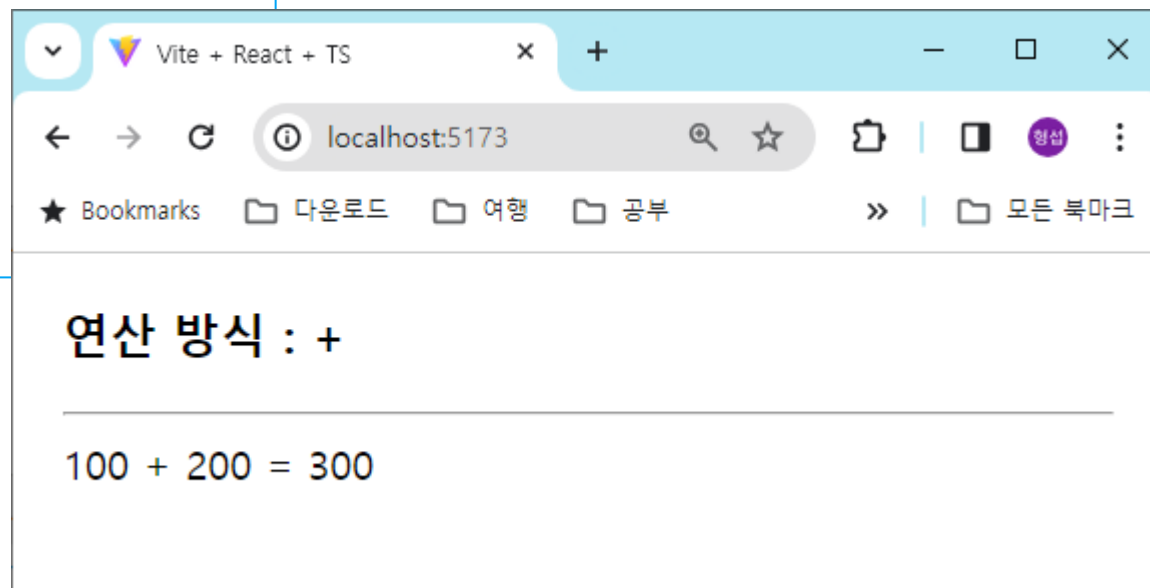 Vite + React + TS
localhost:5173
형섭
Bookmarks 다운로드 여행 공부 모든 북마크
연산 방식 : +
100 + 200 = 300